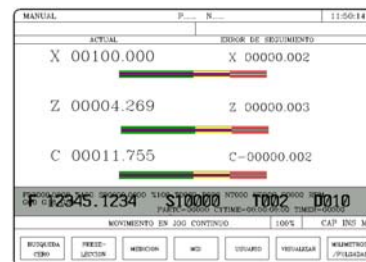 MANUAL P..... N..... 11:50:14
ACTUAL ERROR DE SEGUIMIENTO
X 00100.000 X 00000.002
Z 00004.269 Z 00000.003
C 00011.755 C-00000.002
F 12345.1234 S10000 T002 D010
MOVIMIENTO EN JOG CONTINUO 100% CAP INS M
BUSQUEDA CERO PRESE-LECCION MEDICION MDI USUARIO VISUALIZAR MILIMETROS /PULGADAS